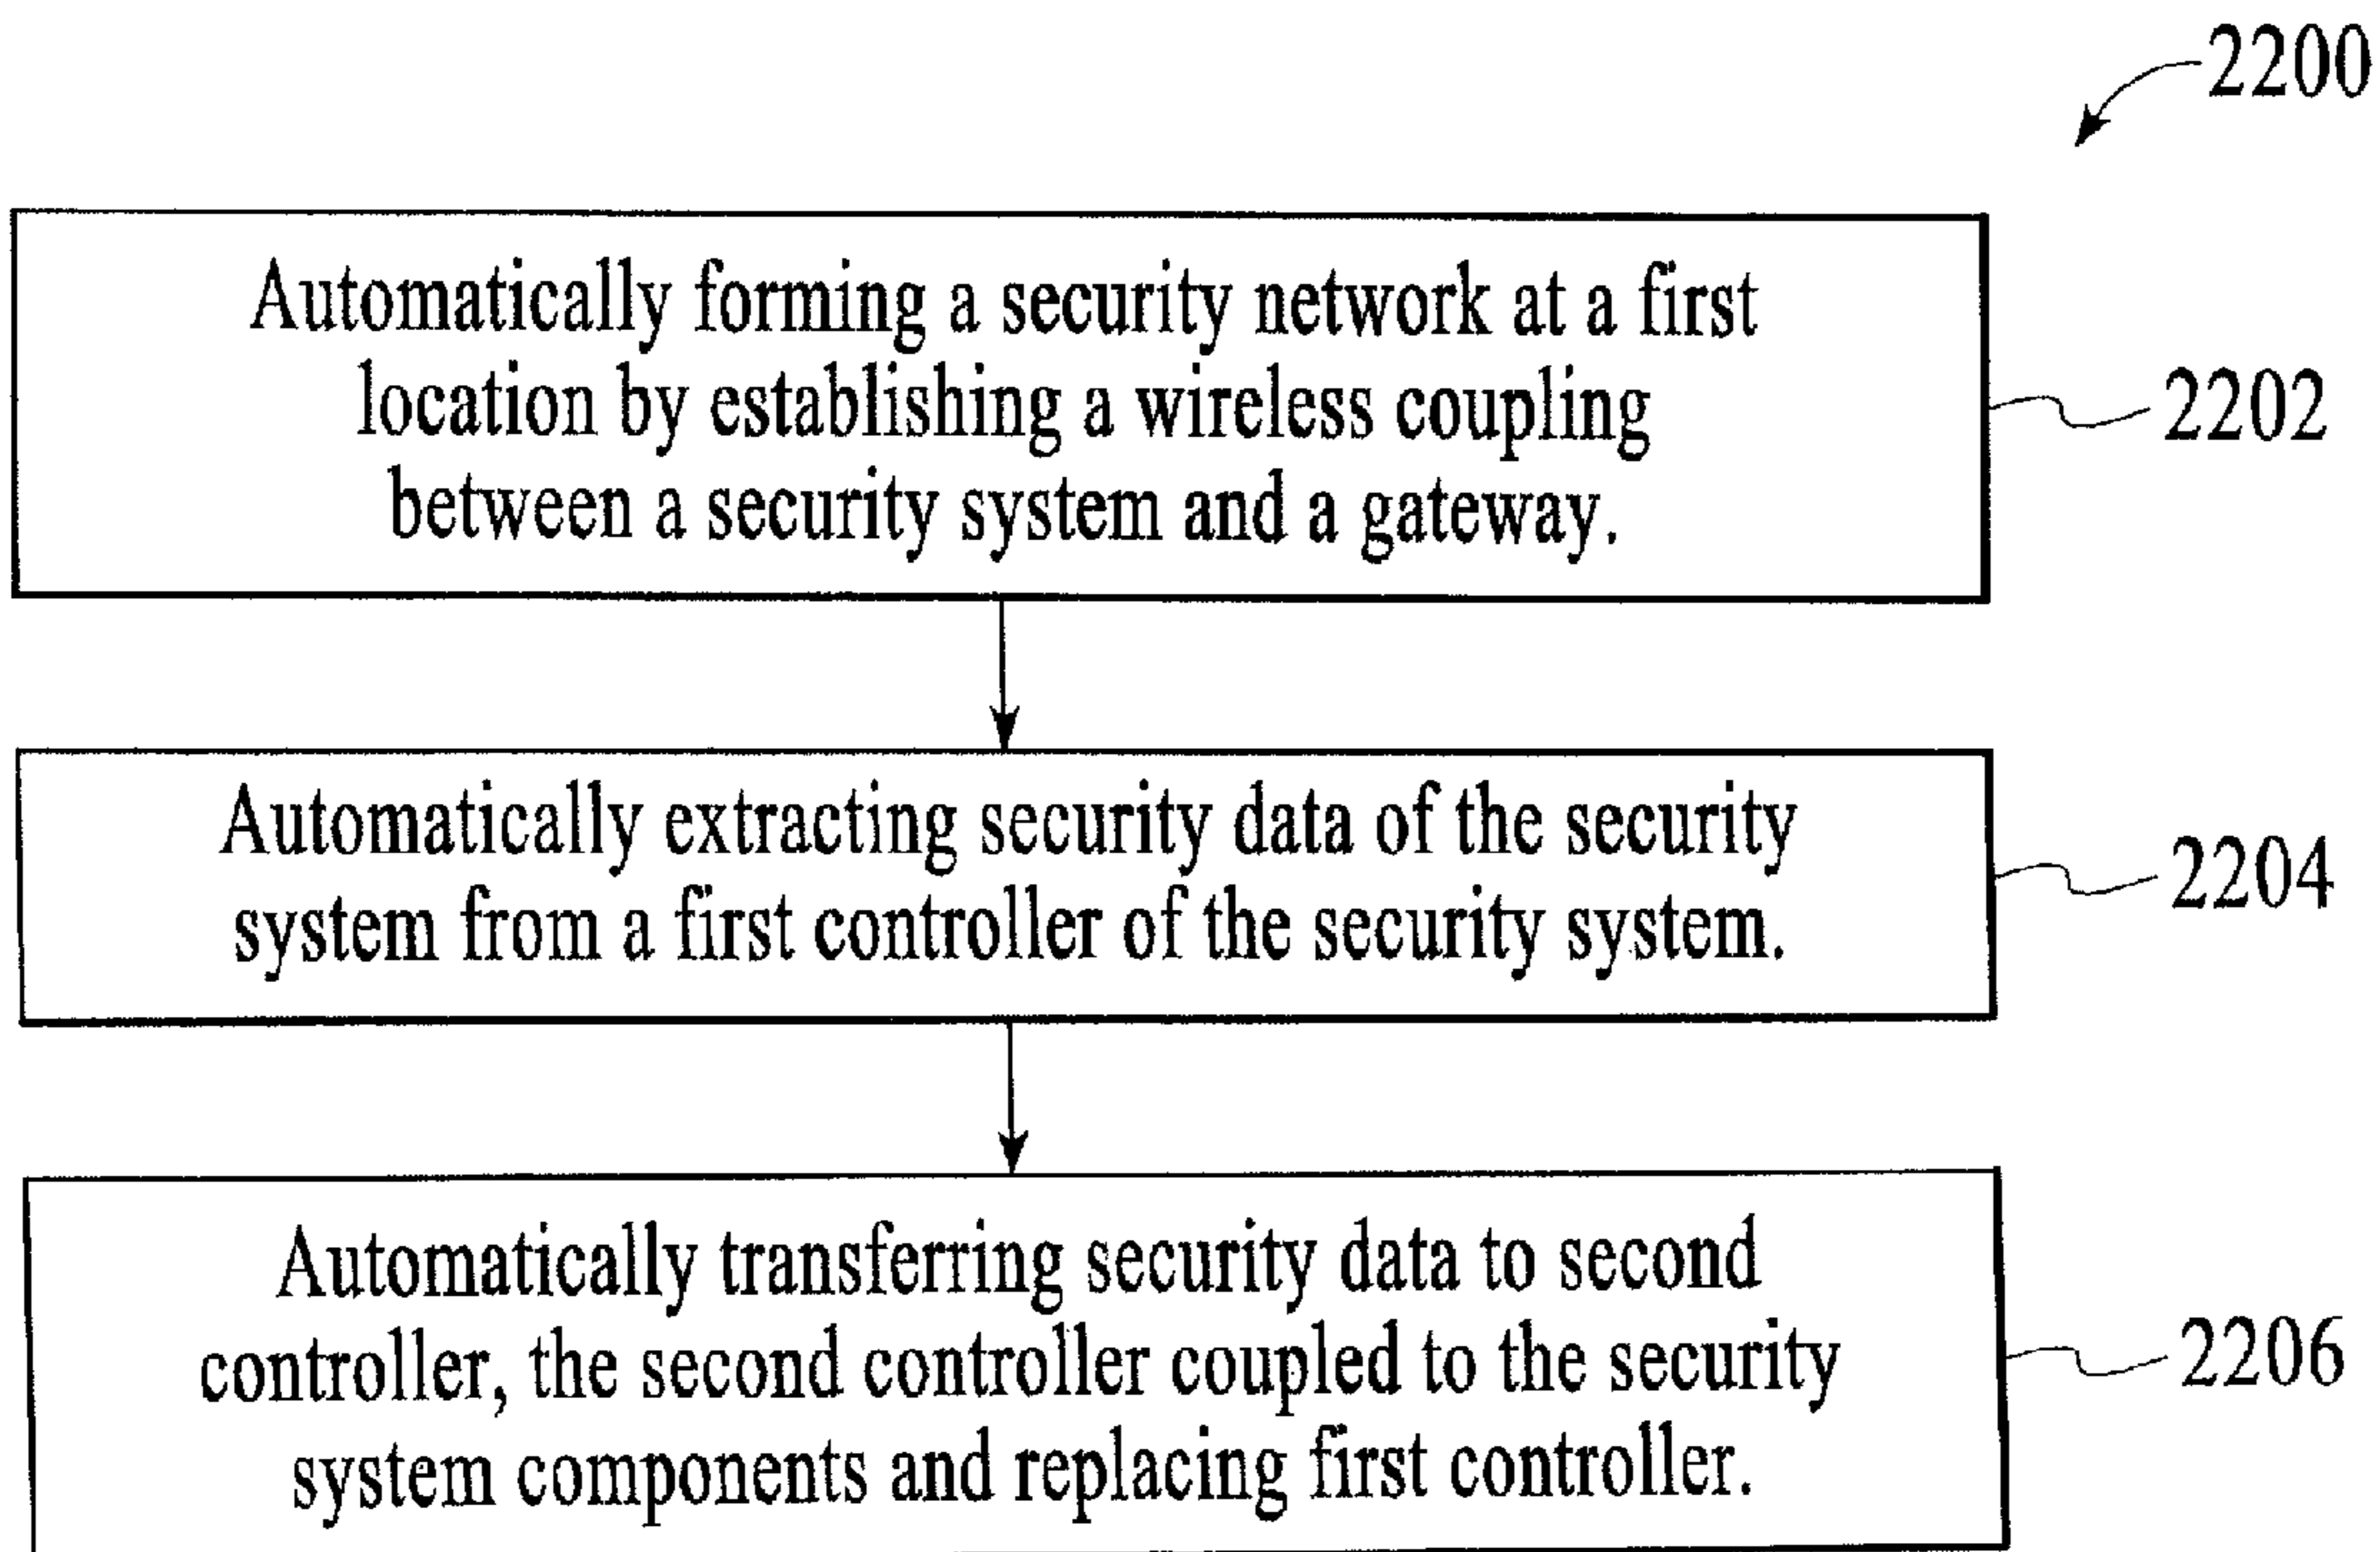 2200
Automatically forming a security network at a first
location by establishing a wireless coupling
between a security system and a gateway.
2202
Automatically extracting security data of the security
system from a first controller of the security system.
2204
Automatically transferring security data to second
controller, the second controller coupled to the security
system components and replacing first controller.
2206